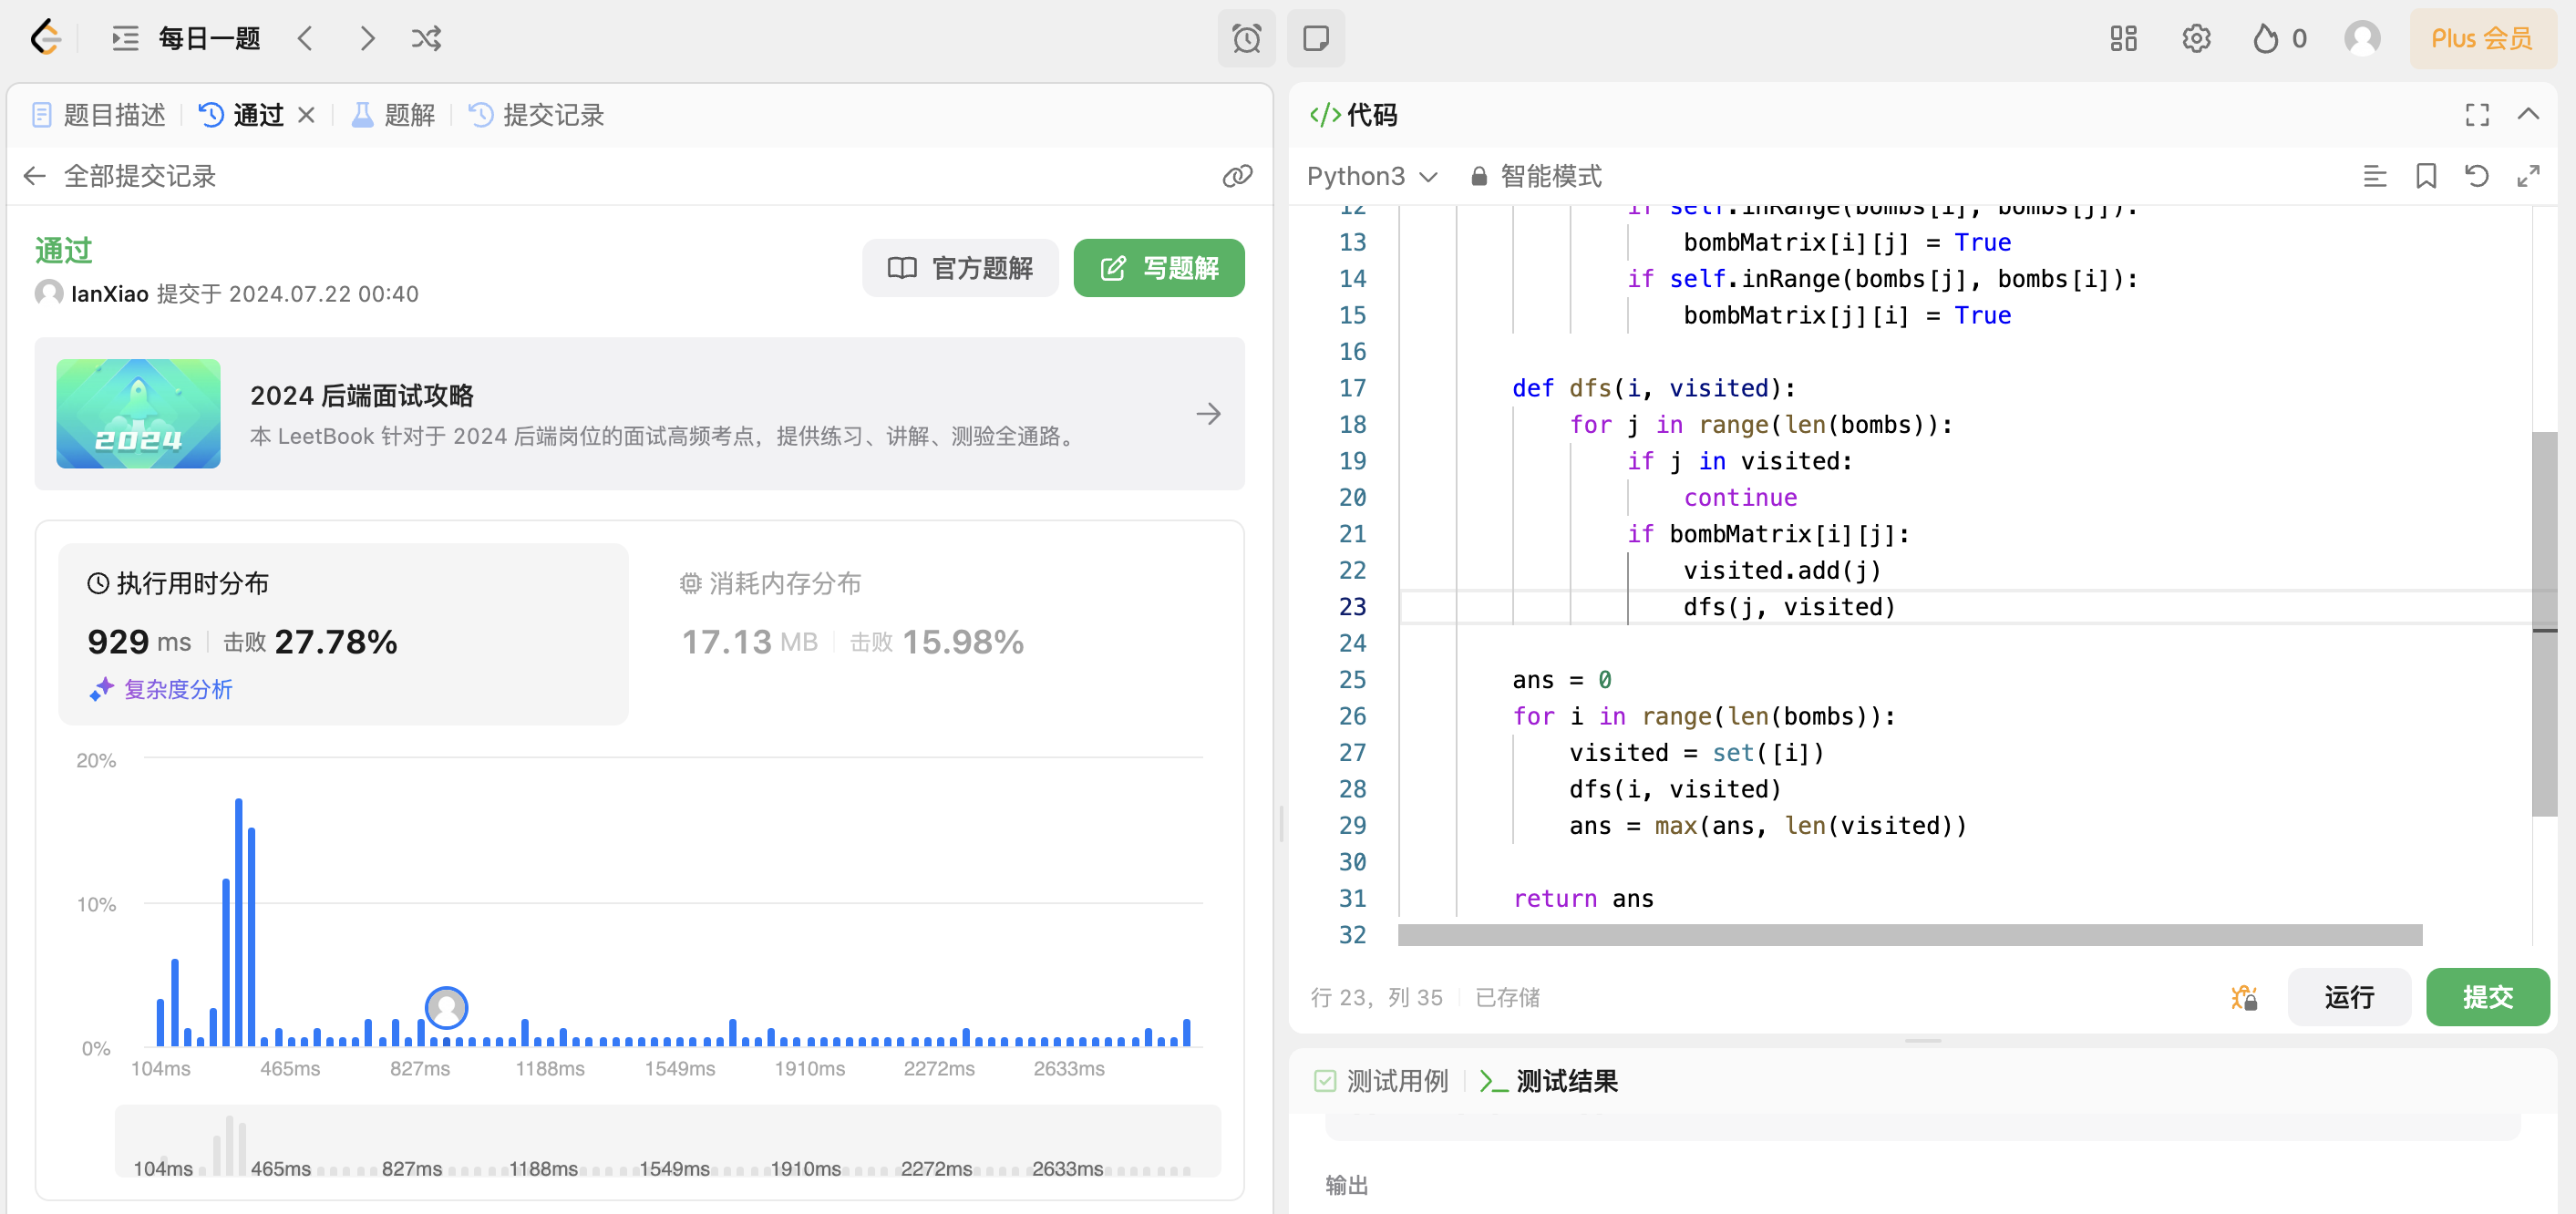 每日一题
0
Plus 会员
题目描述
通过
题解
提交记录
全部提交记录
通过
IanXiao 提交于 2024.07.22 00:40
官方题解
写题解
2024
2024 后端面试攻略
本 LeetBook 针对于 2024 后端岗位的面试高频考点，提供练习、讲解、测验全通路。
执行用时分布
929 ms 击败 27.78%
复杂度分析
消耗内存分布
17.13 MB 击败 15.98%
20%
10%
0%
104ms 465ms 827ms 1188ms 1549ms 1910ms 2272ms 2633ms
104ms 465ms 827ms 1188ms 1549ms 1910ms 2272ms 2633ms
</>代码
Python3 智能模式
12 if self.inRange(bombs[i], bombs[j]):
13 bombMatrix[i][j] = True
14 if self.inRange(bombs[j], bombs[i]):
15 bombMatrix[j][i] = True
16
17 def dfs(i, visited):
18 for j in range(len(bombs)):
19 if j in visited:
20 continue
21 if bombMatrix[i][j]:
22 visited.add(j)
23 dfs(j, visited)
24
25 ans = 0
26 for i in range(len(bombs)):
27 visited = set([i])
28 dfs(i, visited)
29 ans = max(ans, len(visited))
30
31 return ans
32
行 23，列 35 已存储
运行
提交
测试用例
测试结果
输出